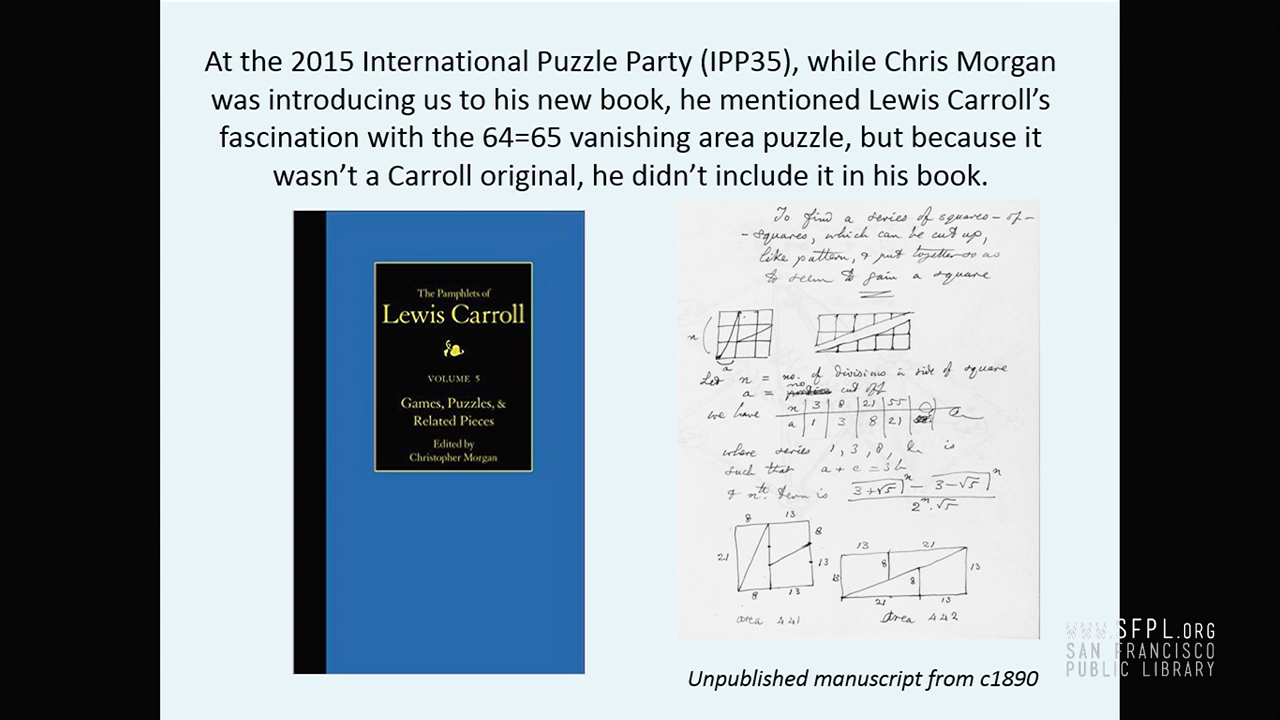 At the 2015 International Puzzle Party (IPP35), while Chris Morgan
was introducing us to his new book, he mentioned Lewis Carroll’s
fascination with the 64=65 vanishing area puzzle, but because it
wasn’t a Carroll original, he didn’t include it in his book.
The Pamphlets of
Lewis Carroll
VOLUME 5
Games, Puzzles, &
Related Pieces
Edited by
Christopher Morgan
To find a series of squares-of-
-squares, which can be cut up,
like pattern, & put together so as
to seem to gain a square
n
a
Let n = no. of divisions in side of square
a = no. cut off
we have n 3 8 21 55
a 1 3 8 21
where series 1, 3, 8, &c is
such that a + c = 3b
& nth term is (3+√5)^n − (3−√5)^n
2^n.√5
8 13
21 8
13
8 13
area 441
13 21
8 8 13
21 13
area 442
Unpublished manuscript from c1890
WWW.SFPL.ORG
SAN FRANCISCO
PUBLIC LIBRARY